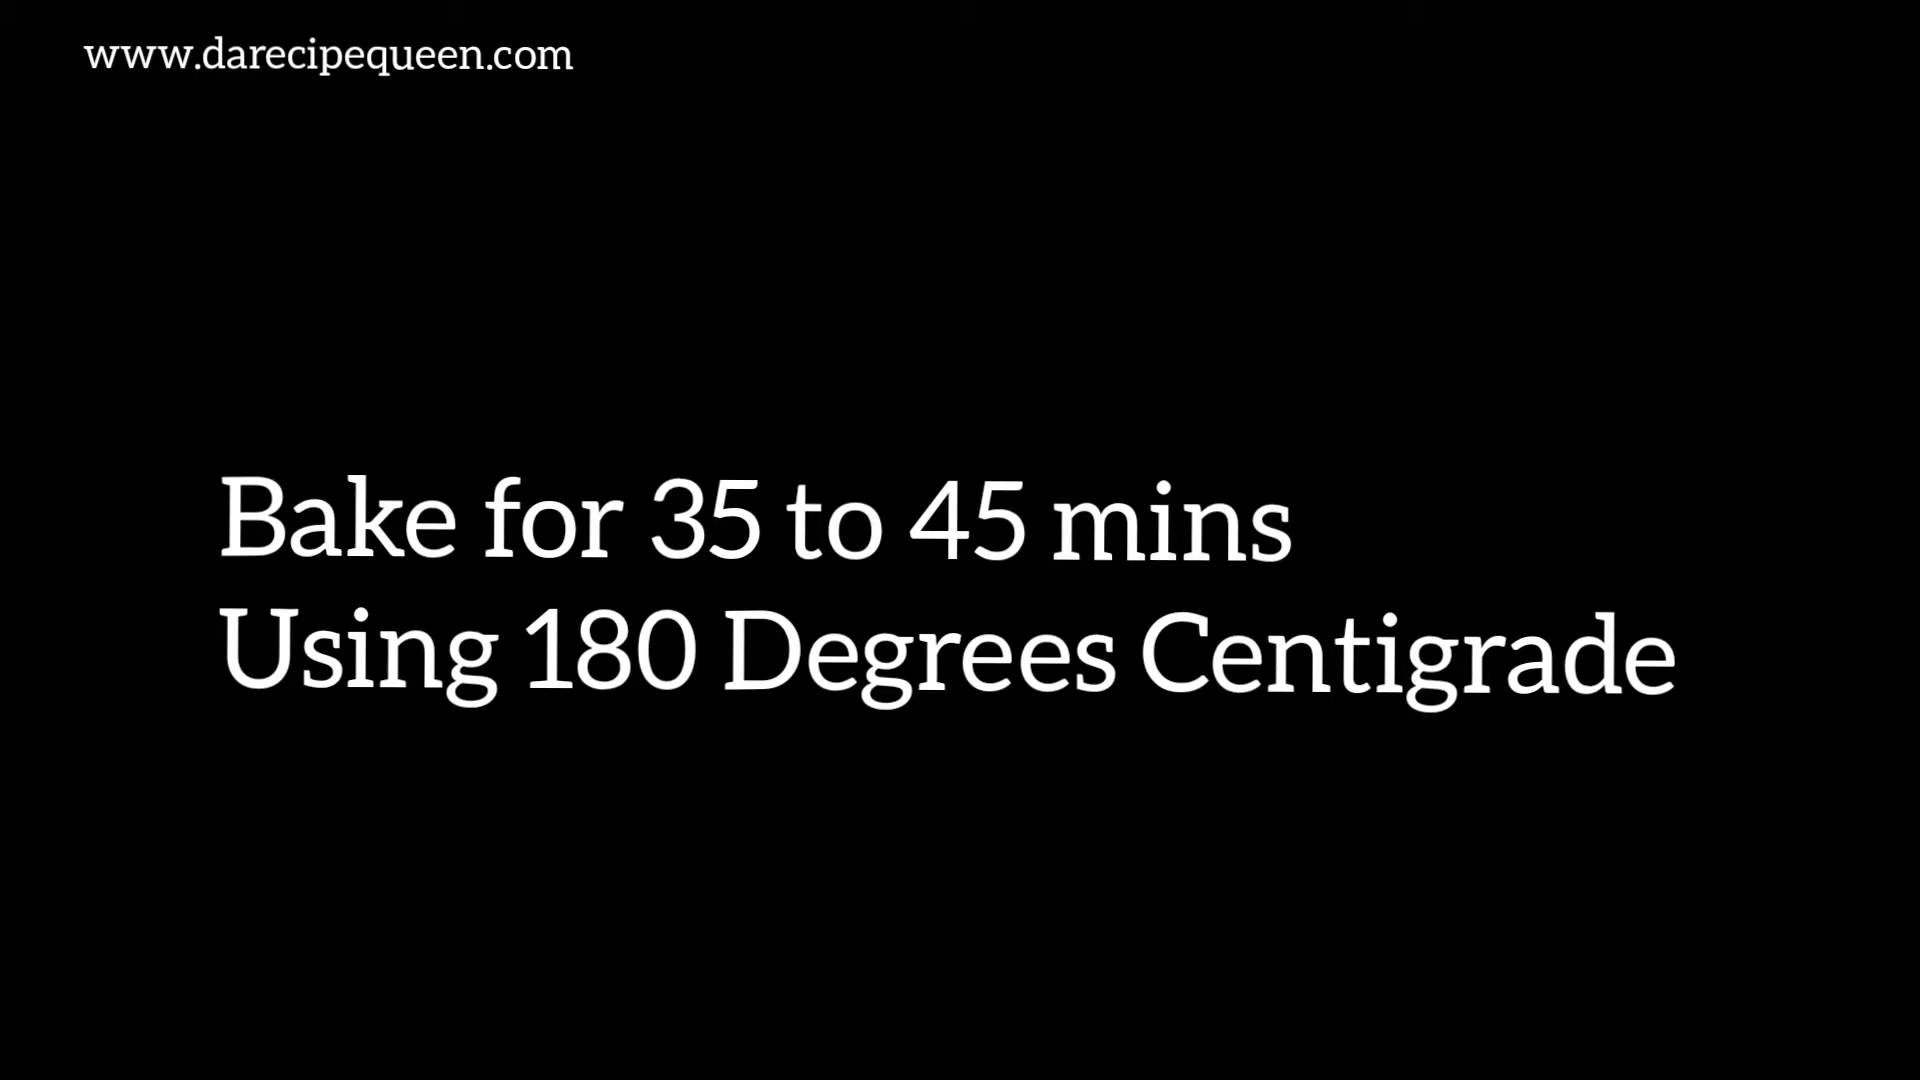 www.darecipequeen.com
Bake for 35 to 45 mins
Using 180 Degrees Centigrade